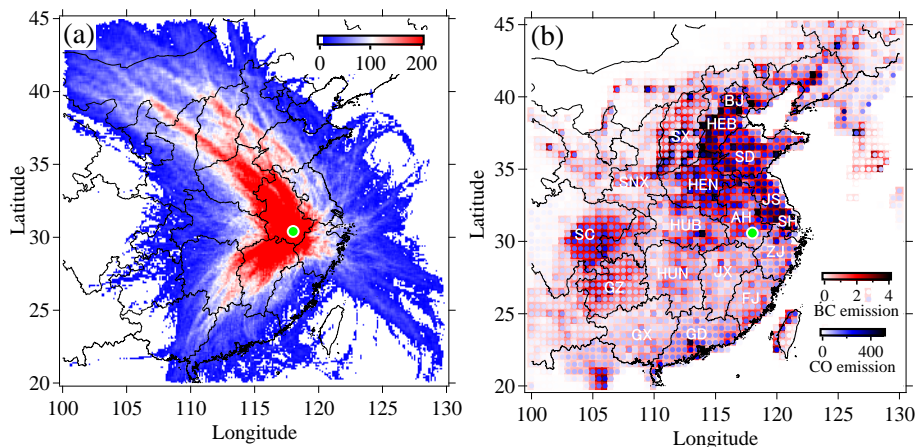 (a)
0 100 200
45
40
35
30
25
20
Latitude
100 105 110 115 120 125 130
Longitude
(b)
45
40
35
30
25
20
Latitude
BJ
HEB
SX
SD
SNX
HEN
JS
AH
SH
SC
HUB
ZJ
HUN
JX
GZ
FJ
GX
GD
0 2 4
BC emission
0 400
CO emission
100 105 110 115 120 125 130
Longitude